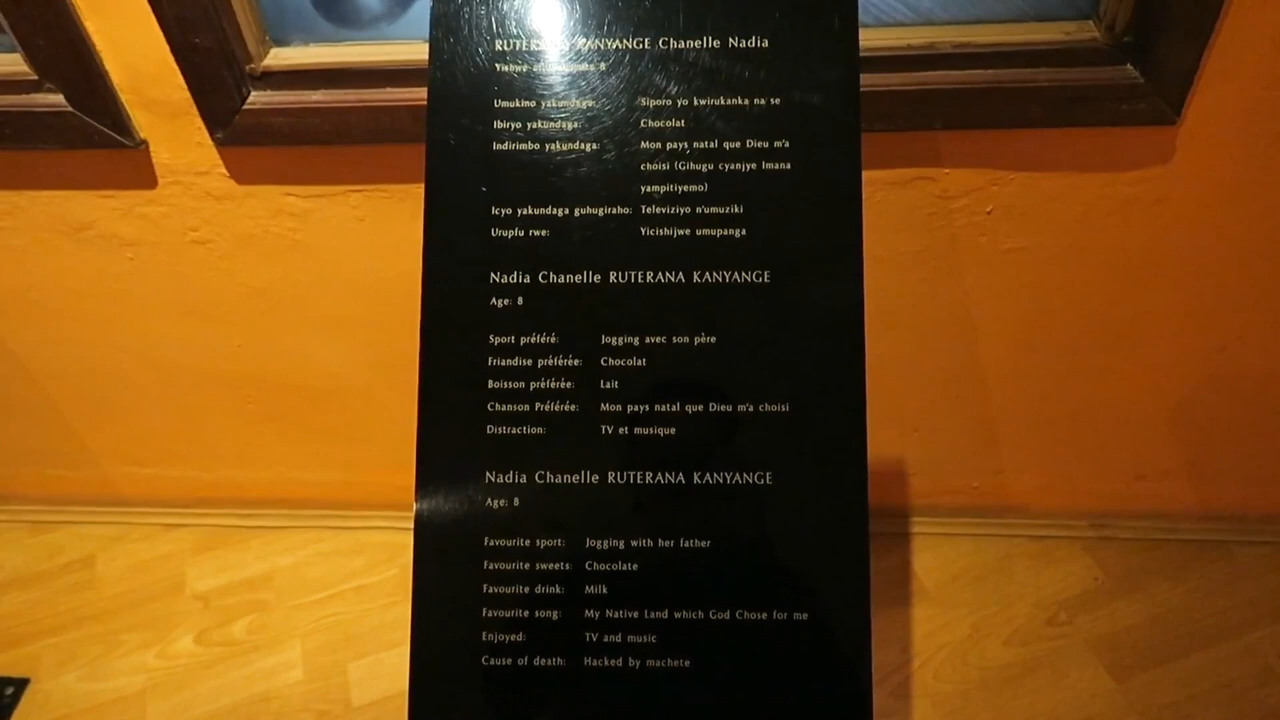 RUTERANA KANYANGE Chanelle Nadia
Yishwe 8
Umukino yakundaga: Siporo yo kwirukanka na se
Ibiryo yakundaga: Chocolat
Indirimbo yakundaga: Mon pays natal que Dieu m'a
choisi (Gihugu cyanjye Imana
yampitiyemo)
Icyo yakundaga guhugiraho: Televiziyo n'umuziki
Urupfu rwe: Yicishijwe umupanga
Nadia Chanelle RUTERANA KANYANGE
Age: 8
Sport préféré: Jogging avec son père
Friandise préférée: Chocolat
Boisson préférée: Lait
Chanson Préférée: Mon pays natal que Dieu m'a choisi
Distraction: TV et musique
Nadia Chanelle RUTERANA KANYANGE
Age: 8
Favourite sport: Jogging with her father
Favourite sweets: Chocolate
Favourite drink: Milk
Favourite song: My Native Land which God Chose for me
Enjoyed: TV and music
Cause of death: Hacked by machete